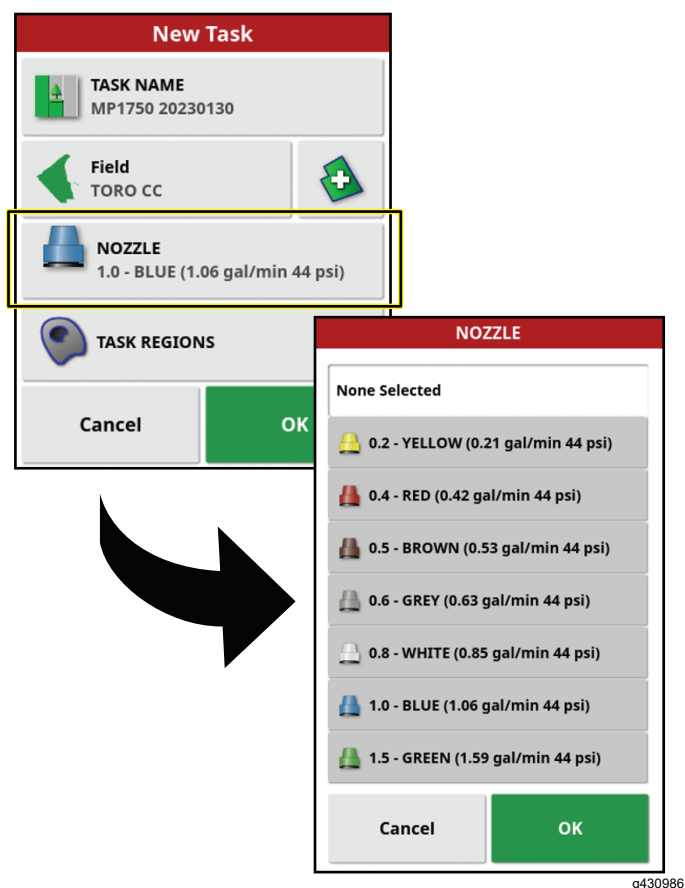 New Task
TASK NAME
MP1750 20230130
Field
TORO CC
NOZZLE
1.0 - BLUE (1.06 gal/min 44 psi)
TASK REGIONS
Cancel
OK
NOZZLE
None Selected
0.2 - YELLOW (0.21 gal/min 44 psi)
0.4 - RED (0.42 gal/min 44 psi)
0.5 - BROWN (0.53 gal/min 44 psi)
0.6 - GREY (0.63 gal/min 44 psi)
0.8 - WHITE (0.85 gal/min 44 psi)
1.0 - BLUE (1.06 gal/min 44 psi)
1.5 - GREEN (1.59 gal/min 44 psi)
Cancel
OK
g430986